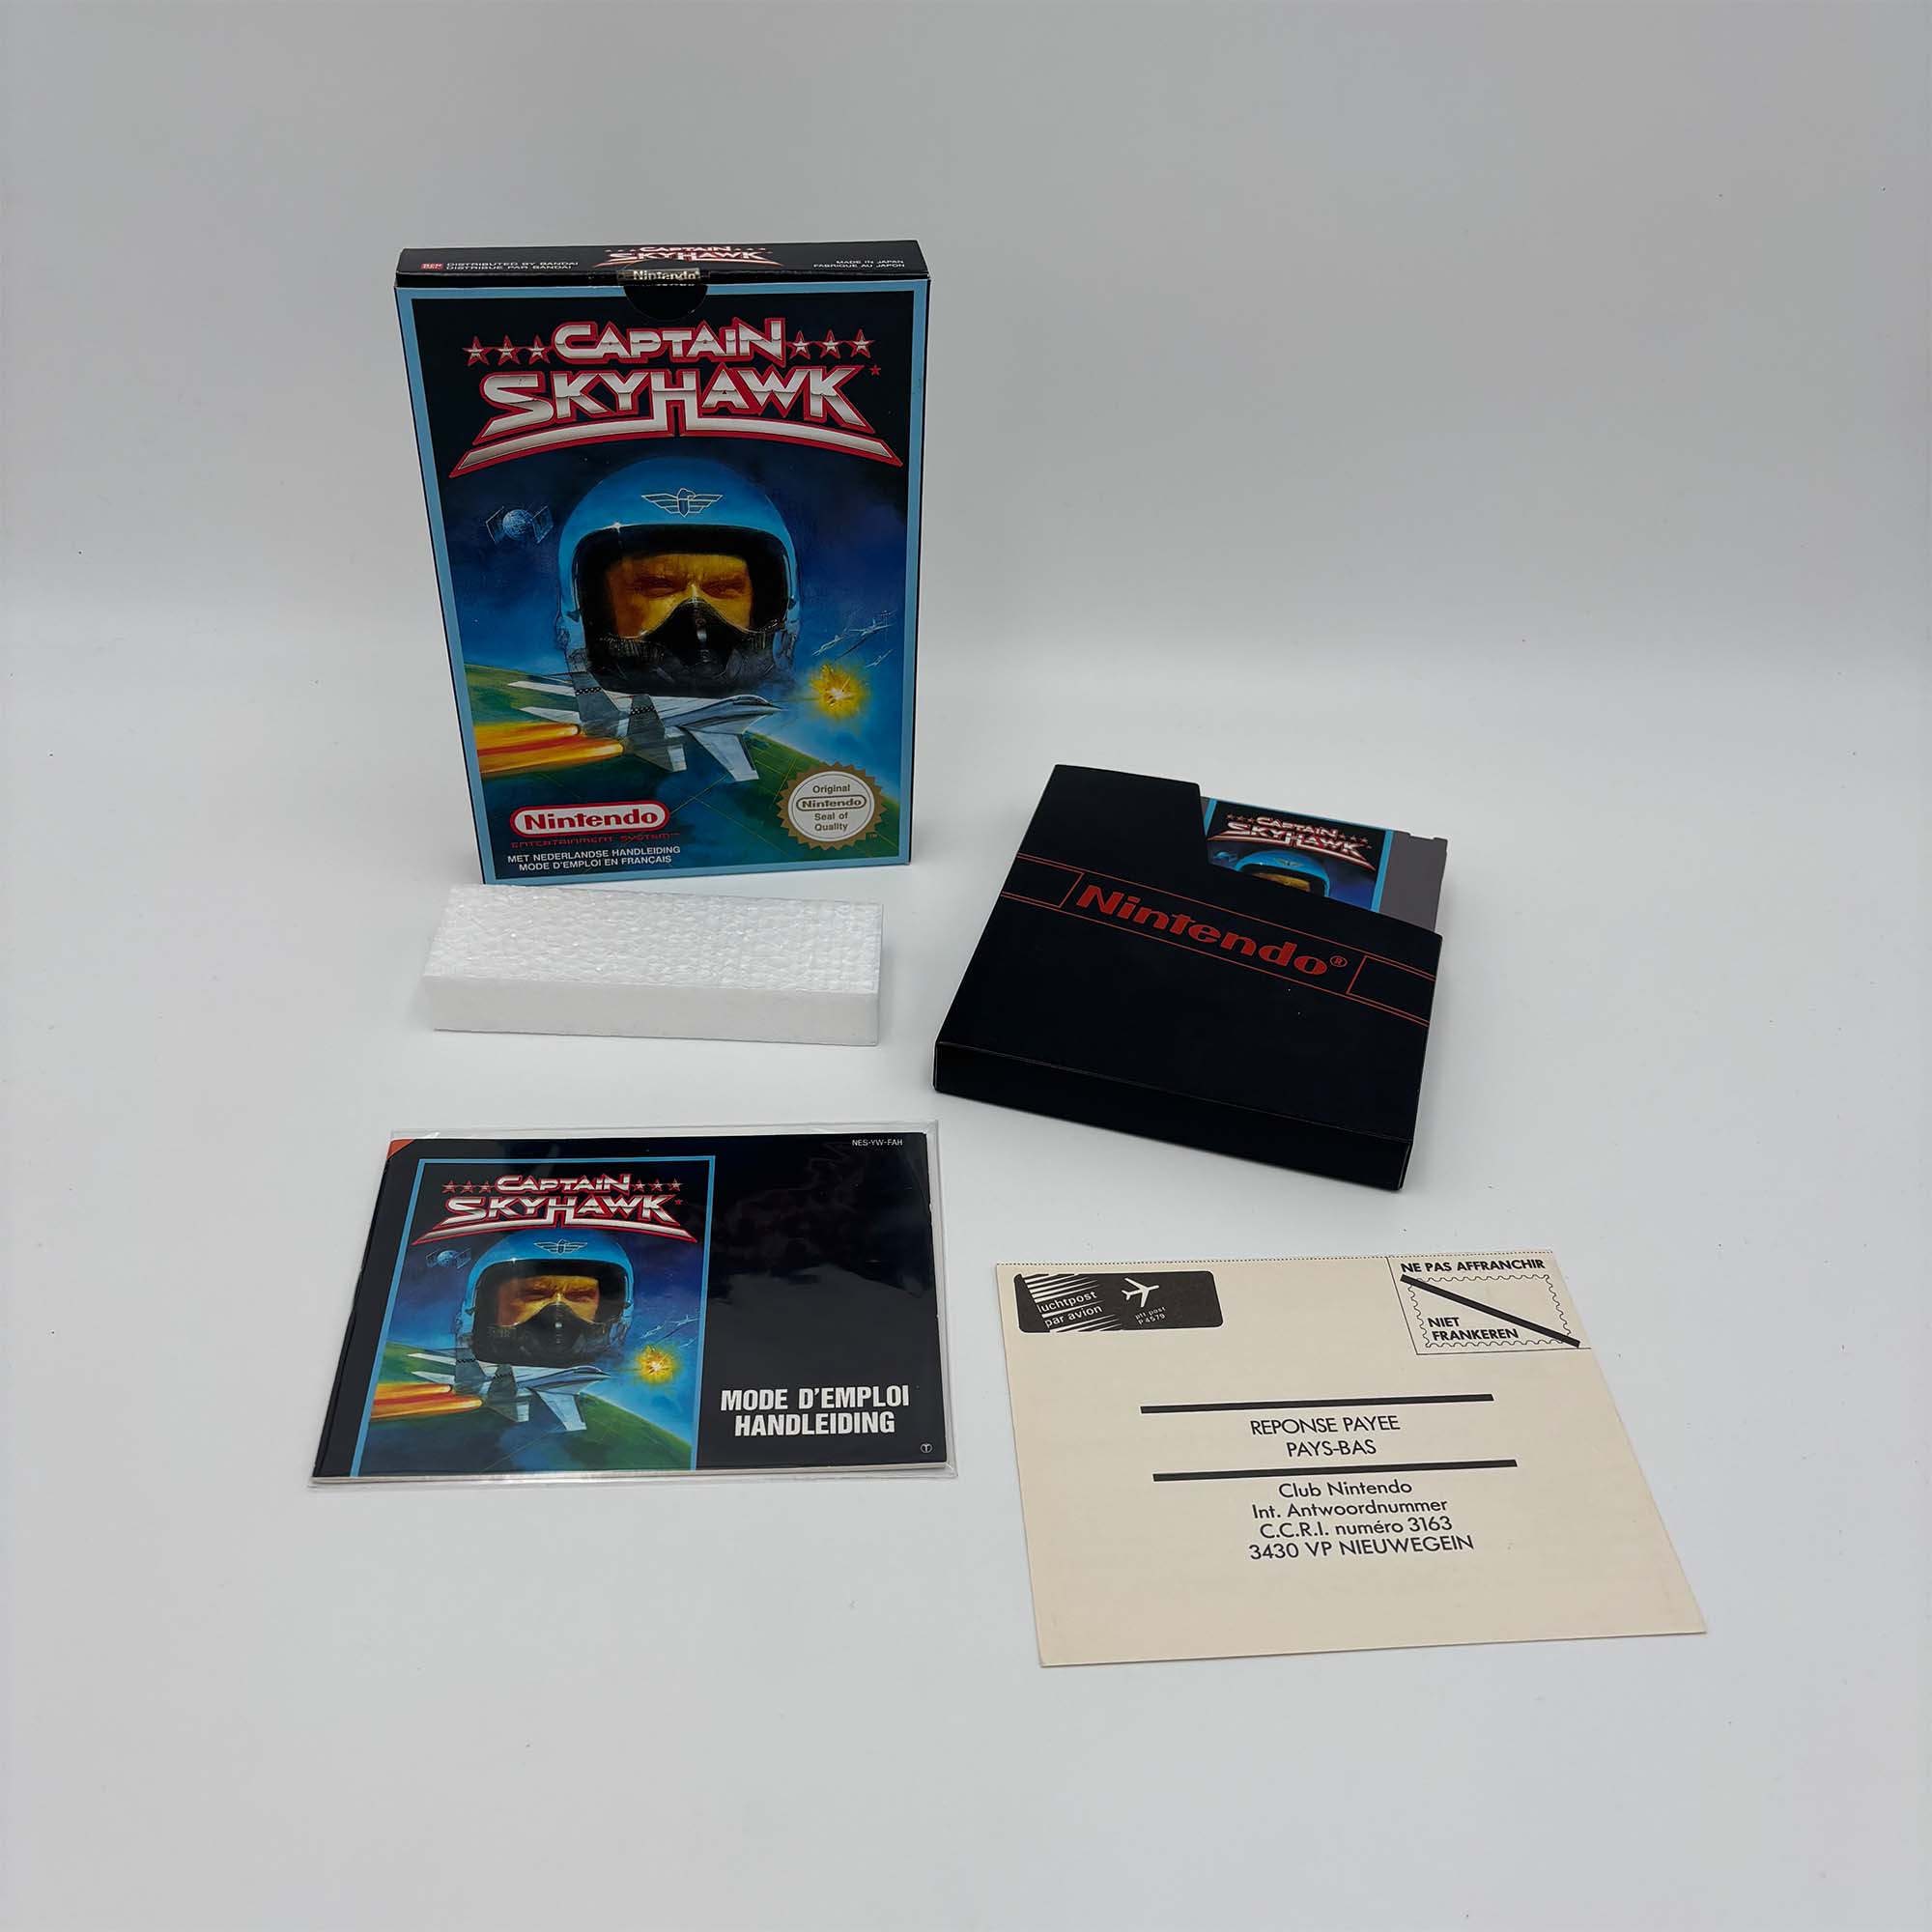 DISTRIBUTED BY BANDAI
DISTRIBUE PAR BANDAI
CAPTAIN
SKYHAWK
MADE IN JAPAN
FABRIQUE AU JAPON
Nintendo
CAPTAIN
SKYHAWK
Nintendo
ENTERTAINMENT SYSTEM
MET NEDERLANDSE HANDLEIDING
MODE D'EMPLOI EN FRANÇAIS
Original
Nintendo
Seal of
Quality
CAPTAIN
SKYHAWK
Nintendo®
NES-YW-FAH
CAPTAIN
SKYHAWK
MODE D'EMPLOI
HANDLEIDING
T
luchtpost
par avion
ptt post
P 4579
NE PAS AFFRANCHIR
NIET
FRANKEREN
REPONSE PAYEE
PAYS-BAS
Club Nintendo
Int. Antwoordnummer
C.C.R.I. numéro 3163
3430 VP NIEUWEGEIN